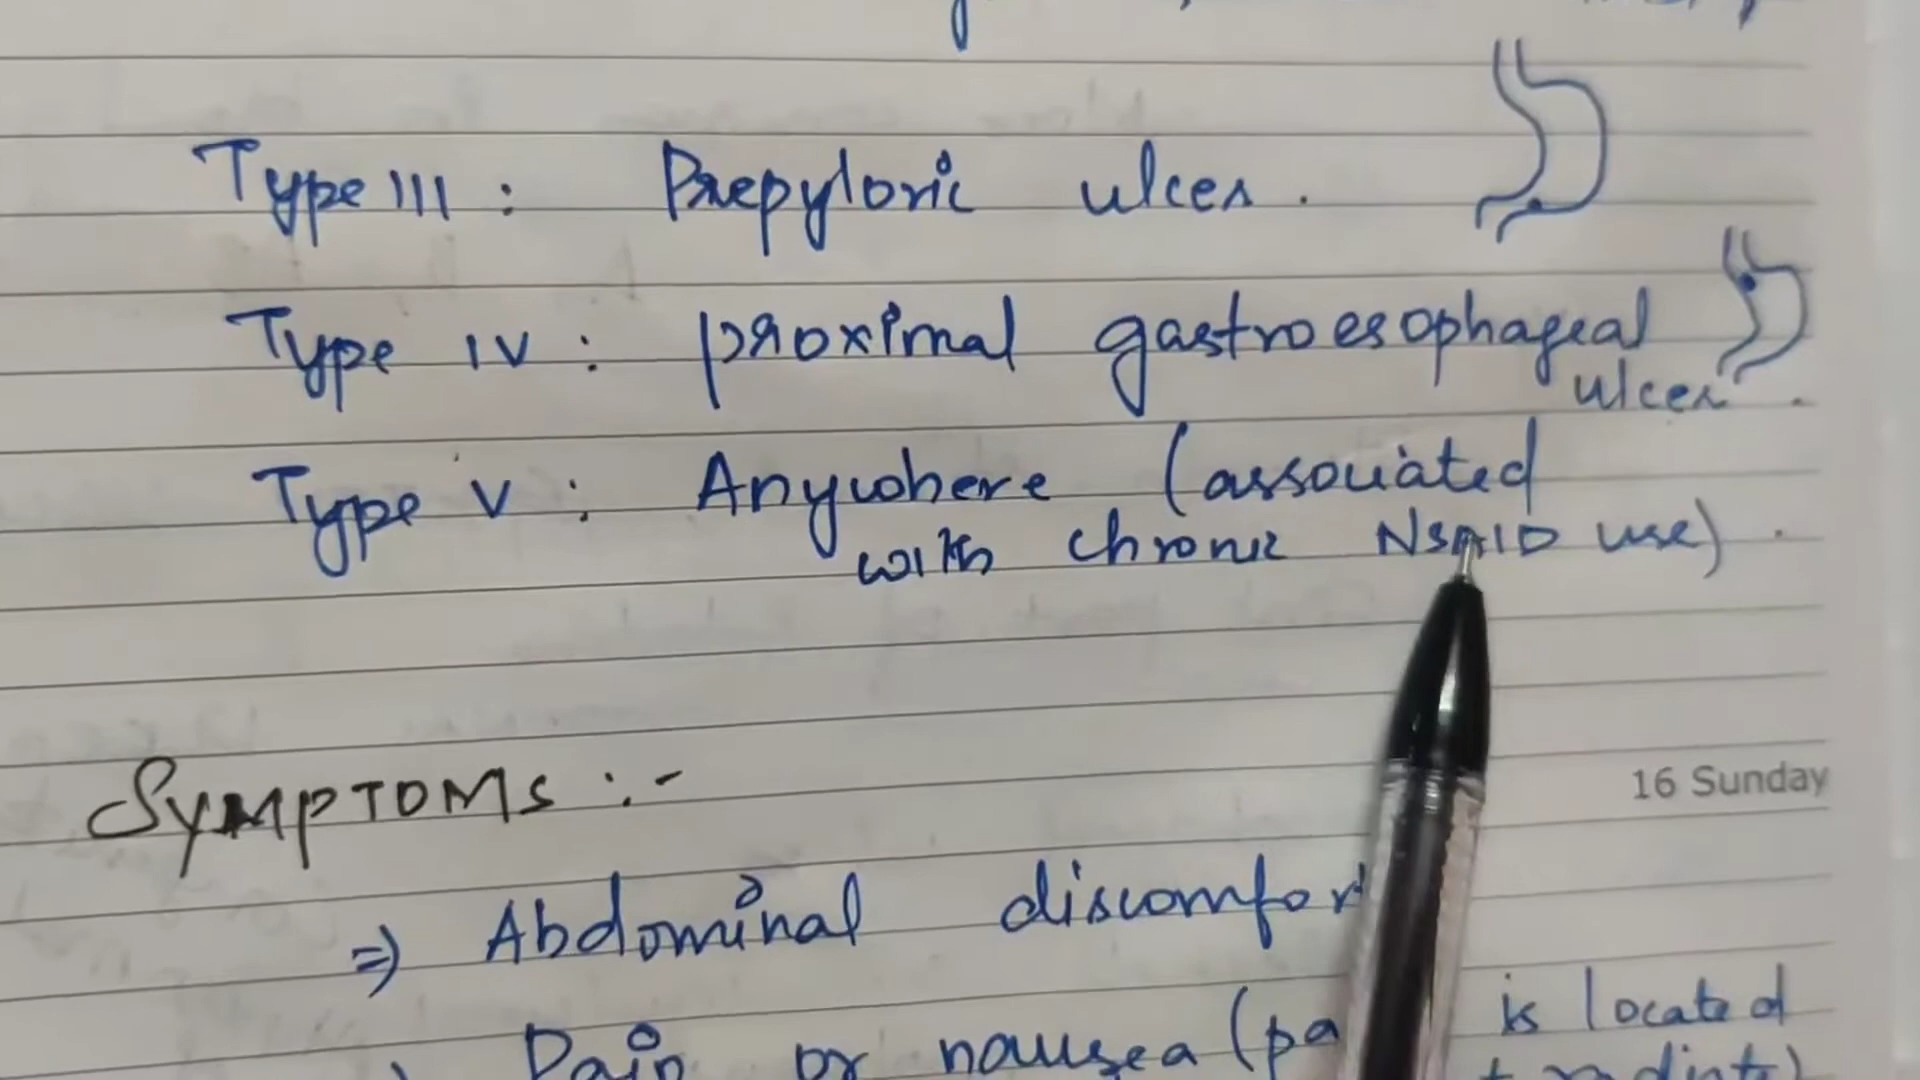 Type III : Prepyloric ulcer .
Type IV : proximal gastroesophageal
ulcer .
Type V : Anywhere (associated
with chronic NSAID use) .
Symptoms :-
16 Sunday
⇒ Abdominal discomfort
Pain or nausea (pa is located
radiate)